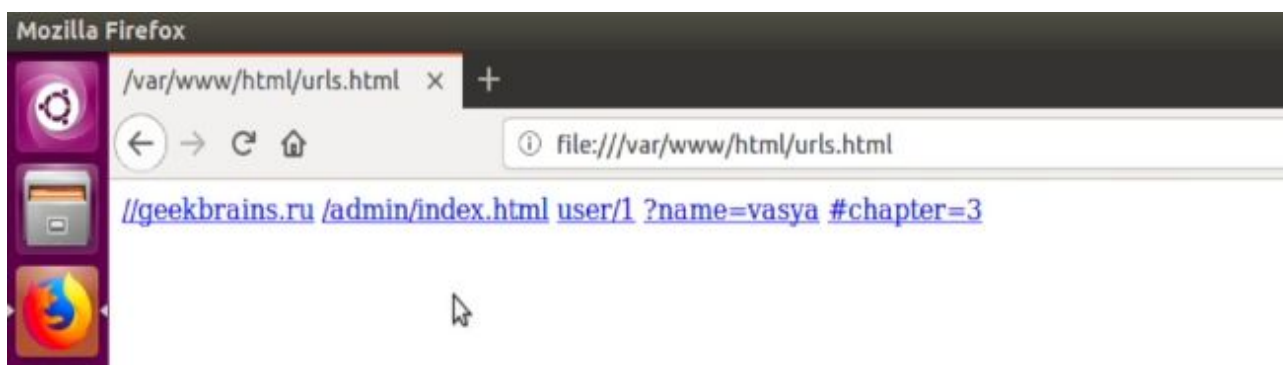 Mozilla Firefox
/var/www/html/urls.html
file:///var/www/html/urls.html
//geekbrains.ru /admin/index.html user/1 ?name=vasya #chapter=3